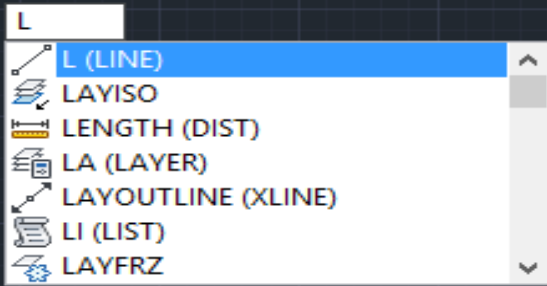 L
L (LINE)
LAYISO
LENGTH (DIST)
LA (LAYER)
LAYOUTLINE (XLINE)
LI (LIST)
LAYFRZ